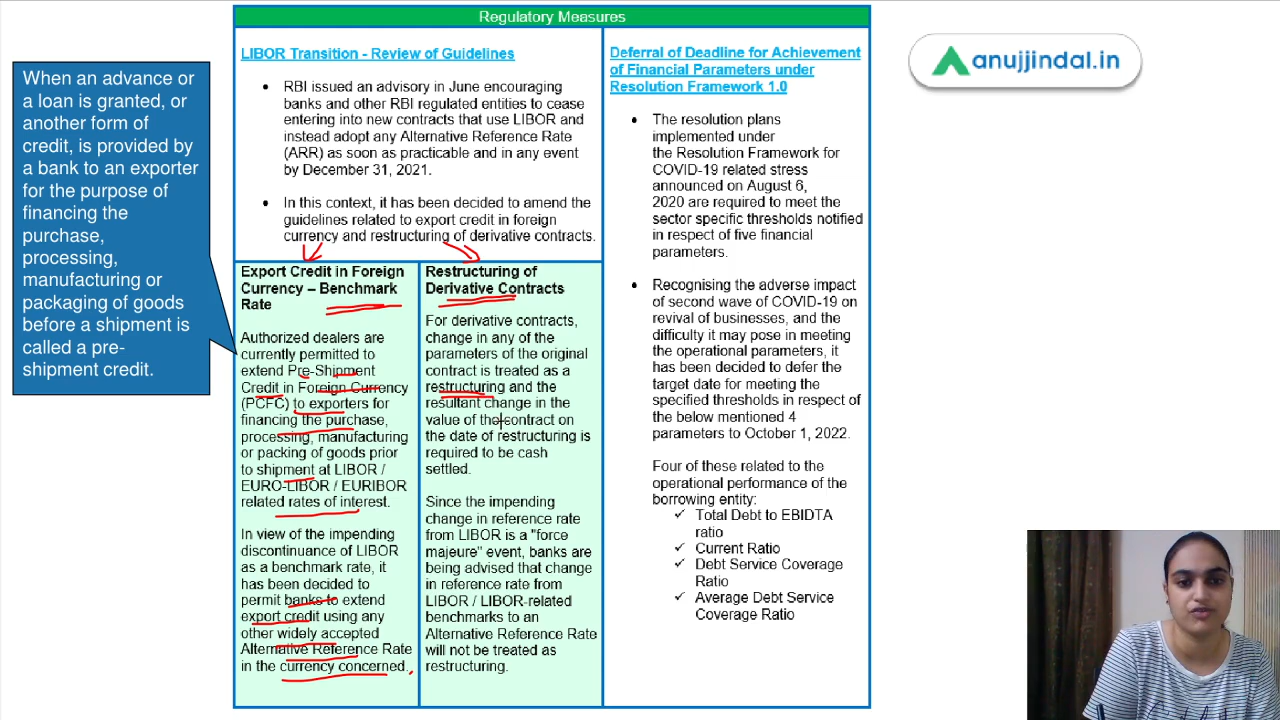 Regulatory Measures
When an advance or
a loan is granted, or
another form of
credit, is provided by
a bank to an exporter
for the purpose of
financing the
purchase,
processing,
manufacturing or
packaging of goods
before a shipment is
called a pre-
shipment credit.
LIBOR Transition - Review of Guidelines
• RBI issued an advisory in June encouraging
banks and other RBI regulated entities to cease
entering into new contracts that use LIBOR and
instead adopt any Alternative Reference Rate
(ARR) as soon as practicable and in any event
by December 31, 2021.
• In this context, it has been decided to amend the
guidelines related to export credit in foreign
currency and restructuring of derivative contracts.
Export Credit in Foreign
Currency – Benchmark
Rate
Authorized dealers are
currently permitted to
extend Pre-Shipment
Credit in Foreign Currency
(PCFC) to exporters for
financing the purchase,
processing, manufacturing
or packing of goods prior
to shipment at LIBOR /
EURO-LIBOR / EURIBOR
related rates of interest.
In view of the impending
discontinuance of LIBOR
as a benchmark rate, it
has been decided to
permit banks to extend
export credit using any
other widely accepted
Alternative Reference Rate
in the currency concerned.
Restructuring of
Derivative Contracts
For derivative contracts,
change in any of the
parameters of the original
contract is treated as a
restructuring and the
resultant change in the
value of the contract on
the date of restructuring is
required to be cash
settled.
Since the impending
change in reference rate
from LIBOR is a "force
majeure" event, banks are
being advised that change
in reference rate from
LIBOR / LIBOR-related
benchmarks to an
Alternative Reference Rate
will not be treated as
restructuring.
Deferral of Deadline for Achievement
of Financial Parameters under
Resolution Framework 1.0
• The resolution plans
implemented under
the Resolution Framework for
COVID-19 related stress
announced on August 6,
2020 are required to meet the
sector specific thresholds notified
in respect of five financial
parameters.
• Recognising the adverse impact
of second wave of COVID-19 on
revival of businesses, and the
difficulty it may pose in meeting
the operational parameters, it
has been decided to defer the
target date for meeting the
specified thresholds in respect of
the below mentioned 4
parameters to October 1, 2022.
Four of these related to the
operational performance of the
borrowing entity:
✓ Total Debt to EBIDTA
ratio
✓ Current Ratio
✓ Debt Service Coverage
Ratio
✓ Average Debt Service
Coverage Ratio
anujjindal.in